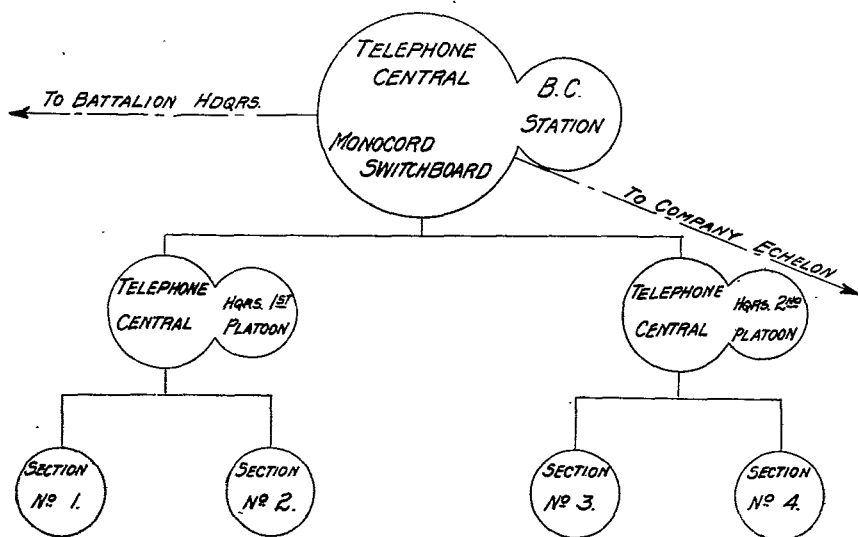 TELEPHONE
CENTRAL
MONOCORD
SWITCHBOARD
B.C.
STATION
TO BATTALION HDQRS.
TO COMPANY ECHELON
TELEPHONE
CENTRAL
HQRS. 1ST
PLATOON
TELEPHONE
CENTRAL
HQRS. 2ND
PLATOON
SECTION
Nº 1.
SECTION
Nº 2.
SECTION
Nº 3.
SECTION
Nº 4.